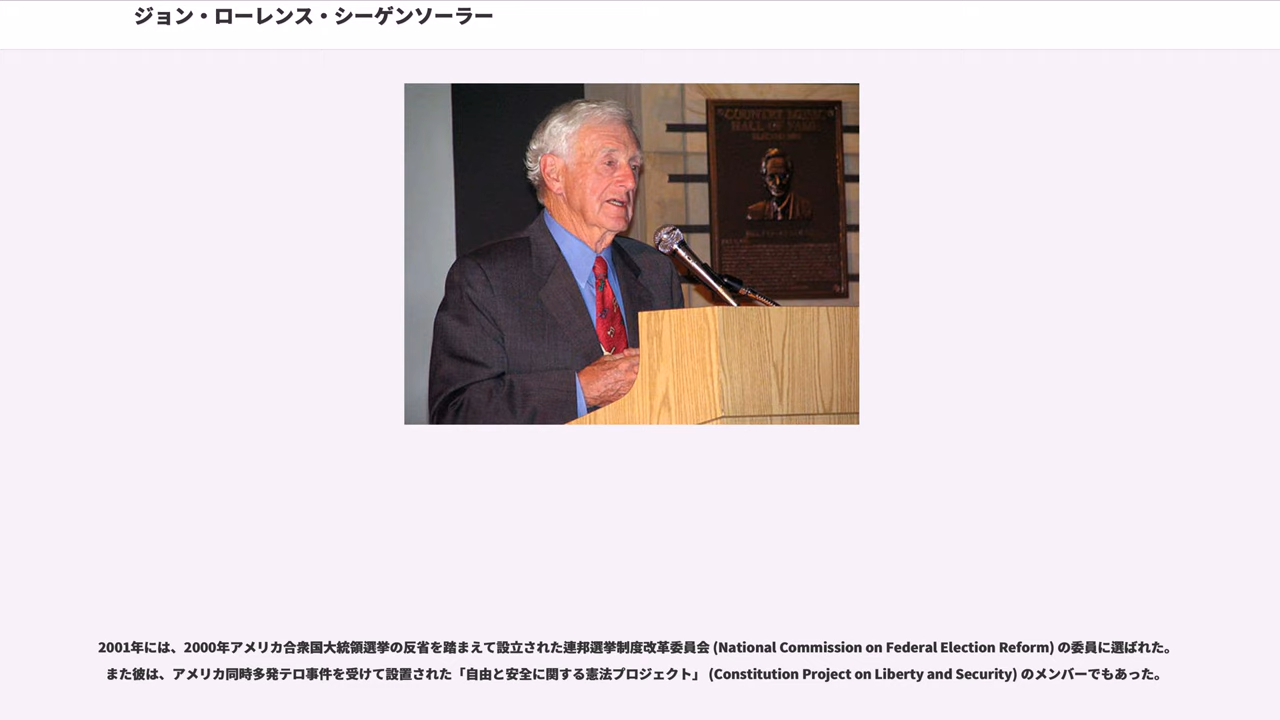 ジョン・ローレンス・シーゲンソーラー
COUNTRY MUSIC
HALL OF FAME
2001年には、2000年アメリカ合衆国大統領選挙の反省を踏まえて設立された連邦選挙制度改革委員会 (National Commission on Federal Election Reform) の委員に選ばれた。
また彼は、アメリカ同時多発テロ事件を受けて設置された「自由と安全に関する憲法プロジェクト」 (Constitution Project on Liberty and Security) のメンバーでもあった。